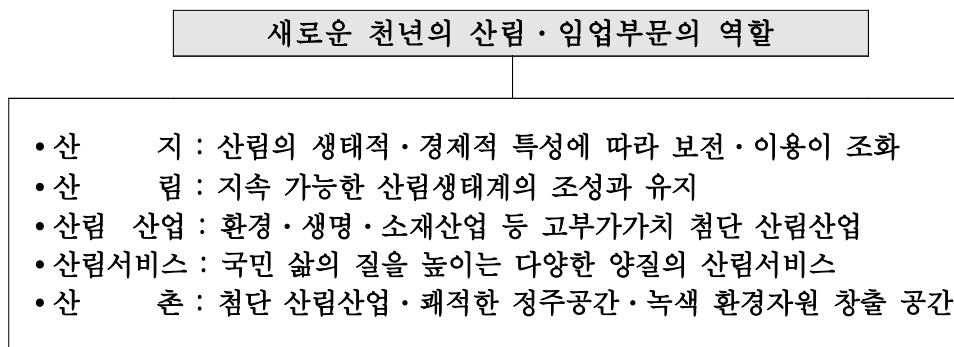 새로운 천년의 산림·임업부문의 역할
•산 지 : 산림의 생태적·경제적 특성에 따라 보전·이용이 조화
•산 림 : 지속 가능한 산림생태계의 조성과 유지
•산림 산업 : 환경·생명·소재산업 등 고부가가치 첨단 산림산업
•산림서비스 : 국민 삶의 질을 높이는 다양한 양질의 산림서비스
•산 촌 : 첨단 산림산업·쾌적한 정주공간·녹색 환경자원 창출 공간